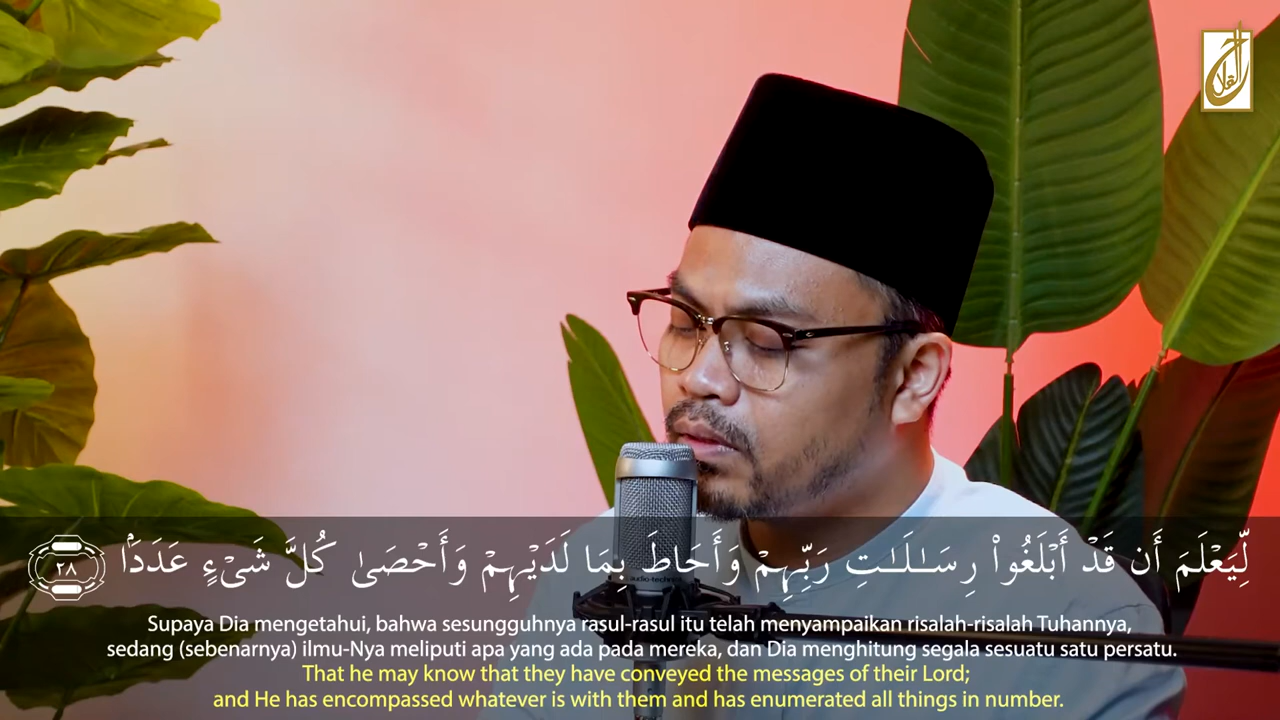 القلاح
لِّيَعْلَمَ أَن قَدْ أَبْلَغُوا۟ رِسَـٰلَـٰتِ رَبِّهِمْ وَأَحَاطَ بِمَا لَدَيْهِمْ وَأَحْصَىٰ كُلَّ شَىْءٍ عَدَدًۢا ٢٨
audio-technica
Supaya Dia mengetahui, bahwa sesungguhnya rasul-rasul itu telah menyampaikan risalah-risalah Tuhannya,
sedang (sebenarnya) ilmu-Nya meliputi apa yang ada pada mereka, dan Dia menghitung segala sesuatu satu persatu.
That he may know that they have conveyed the messages of their Lord;
and He has encompassed whatever is with them and has enumerated all things in number.